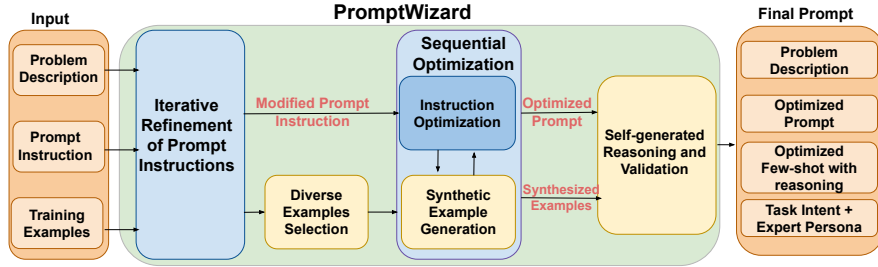 Input
PromptWizard
Final Prompt
Problem
Description
Prompt
Instruction
Training
Examples
Iterative
Refinement
of Prompt
Instructions
Modified Prompt
Instruction
Diverse
Examples
Selection
Sequential
Optimization
Instruction
Optimization
Synthetic
Example
Generation
Optimized
Prompt
Synthesized
Examples
Self-generated
Reasoning and
Validation
Problem
Description
Optimized
Prompt
Optimized
Few-shot with
reasoning
Task Intent +
Expert Persona